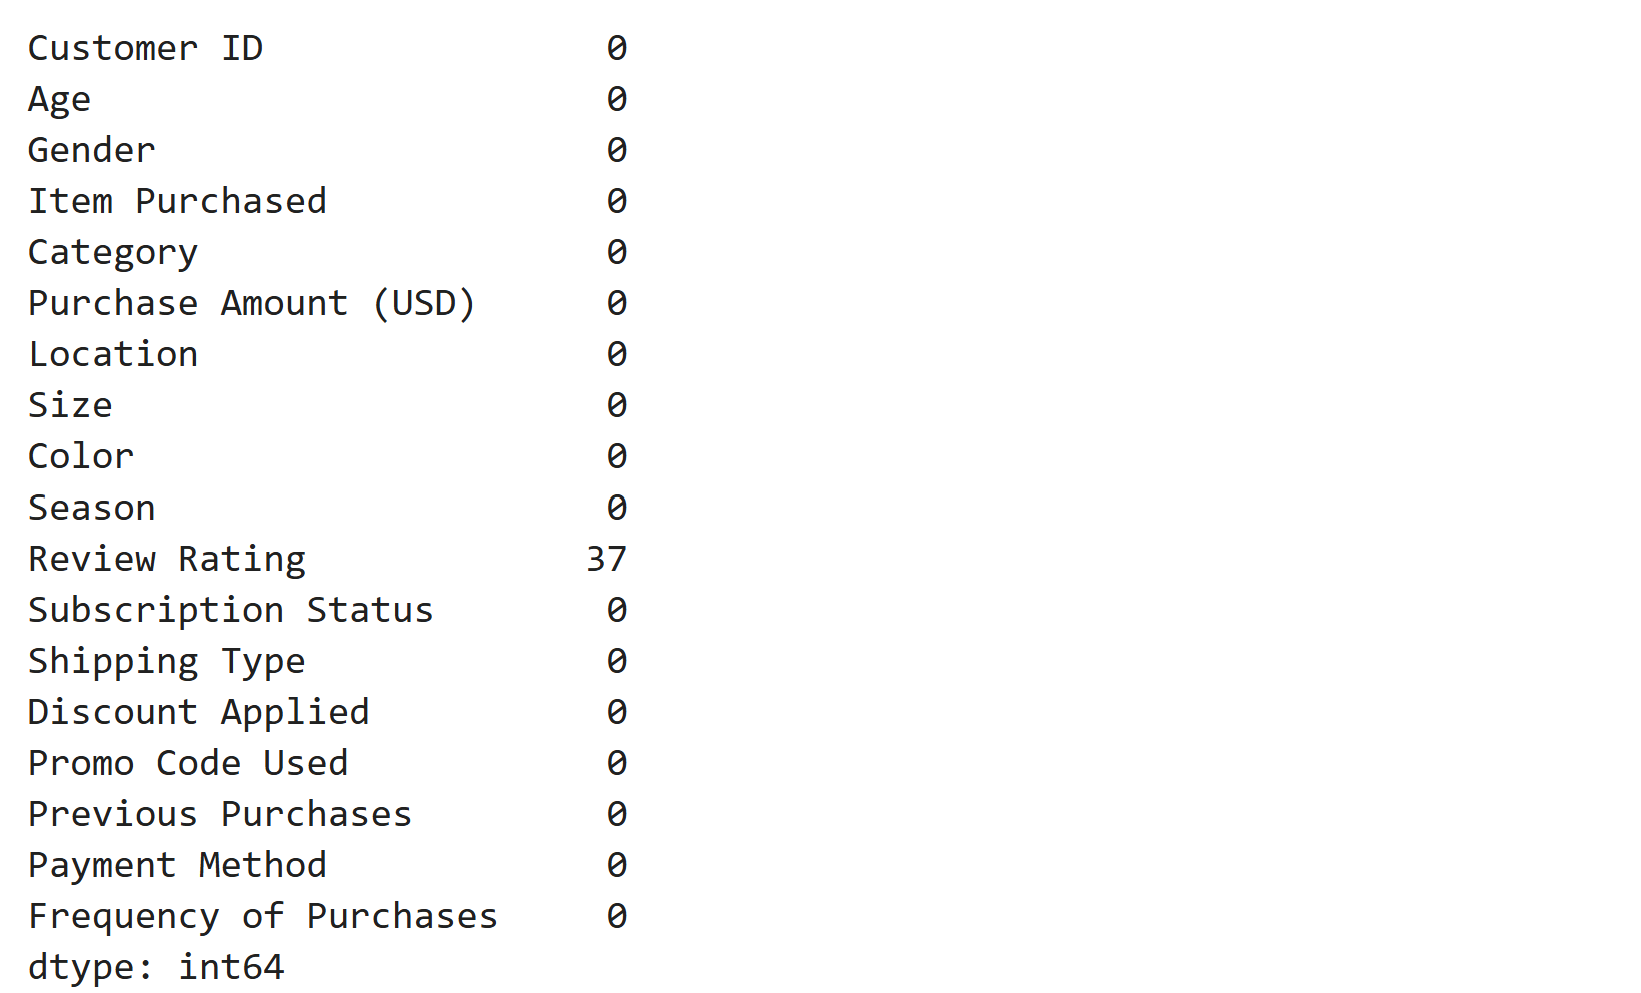 Customer ID 0
Age 0
Gender 0
Item Purchased 0
Category 0
Purchase Amount (USD) 0
Location 0
Size 0
Color 0
Season 0
Review Rating 37
Subscription Status 0
Shipping Type 0
Discount Applied 0
Promo Code Used 0
Previous Purchases 0
Payment Method 0
Frequency of Purchases 0
dtype: int64